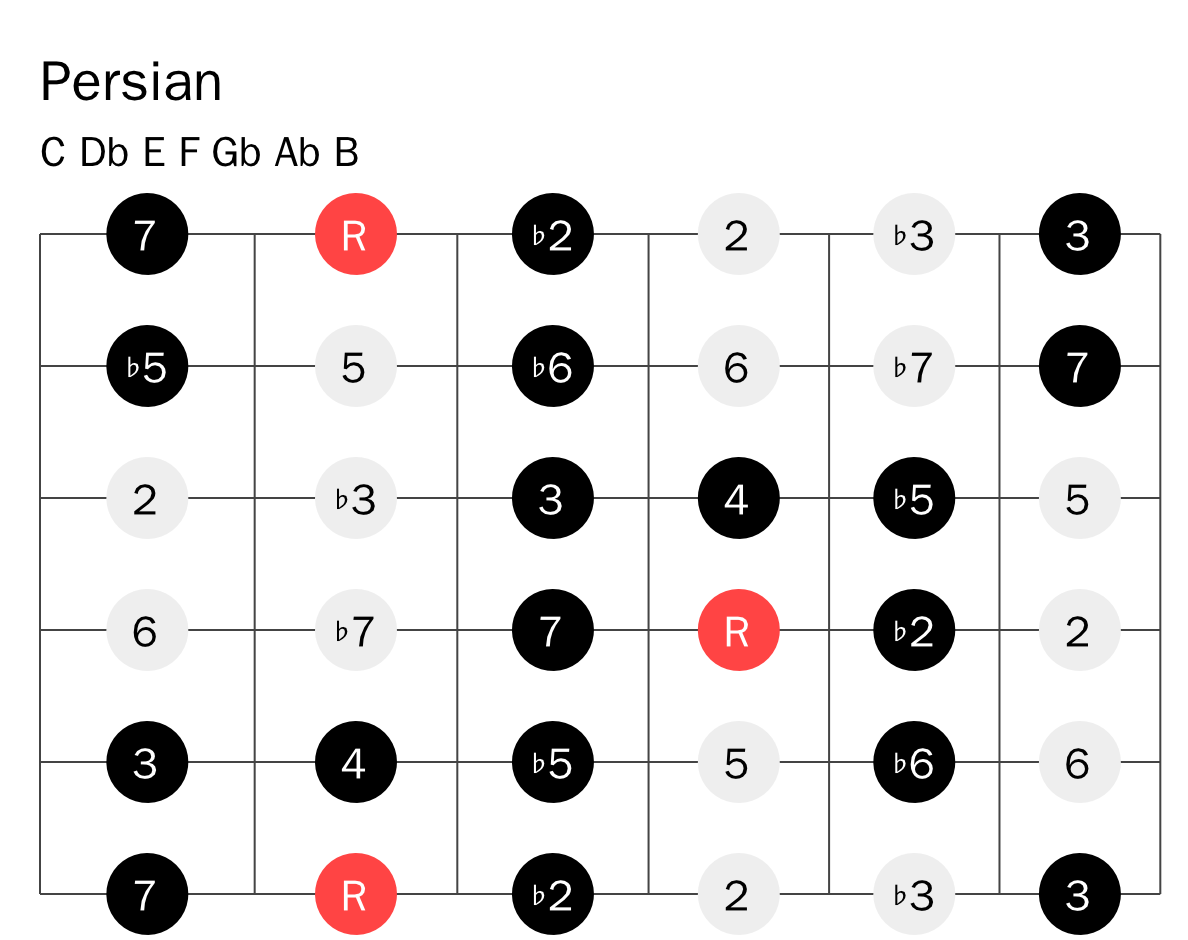 Persian
C Db E F Gb Ab B
7 R ♭2 2 ♭3 3
♭5 5 ♭6 6 ♭7 7
2 ♭3 3 4 ♭5 5
6 ♭7 7 R ♭2 2
3 4 ♭5 5 ♭6 6
7 R ♭2 2 ♭3 3